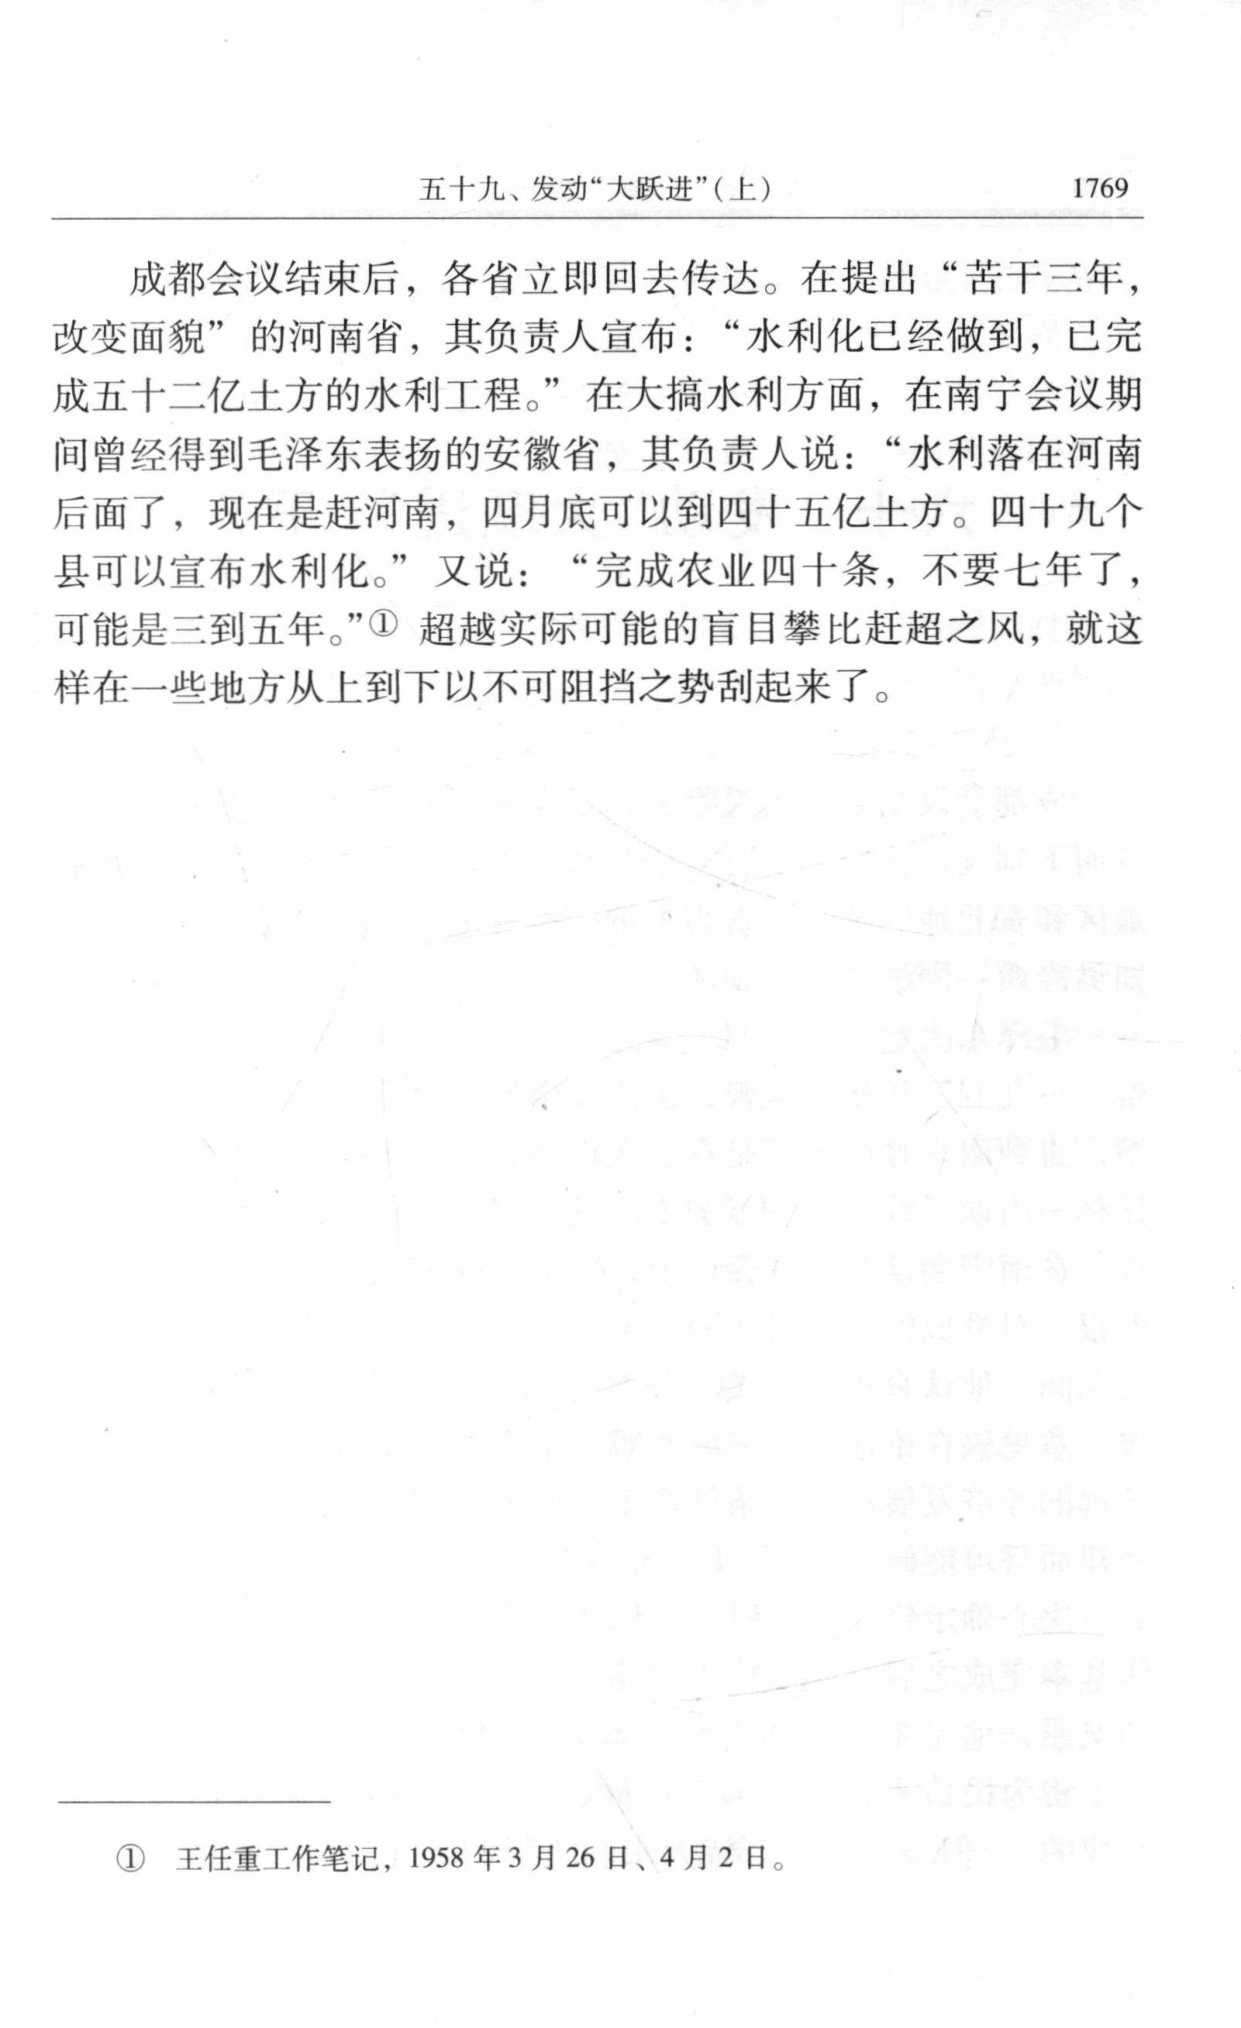 五十九、发动“大跃进”（上） 1769
成都会议结束后，各省立即回去传达。在提出“苦干三年，
改变面貌”的河南省，其负责人宣布：“水利化已经做到，已完
成五十二亿土方的水利工程。”在大搞水利方面，在南宁会议期
间曾经得到毛泽东表扬的安徽省，其负责人说：“水利落在河南
后面了，现在是赶河南，四月底可以到四十五亿土方。四十九个
县可以宣布水利化。”又说：“完成农业四十条，不要七年了，
可能是三到五年。”① 超越实际可能的盲目攀比赶超之风，就这
样在一些地方从上到下以不可阻挡之势刮起来了。
① 王任重工作笔记，1958 年 3 月 26 日、4 月 2 日。